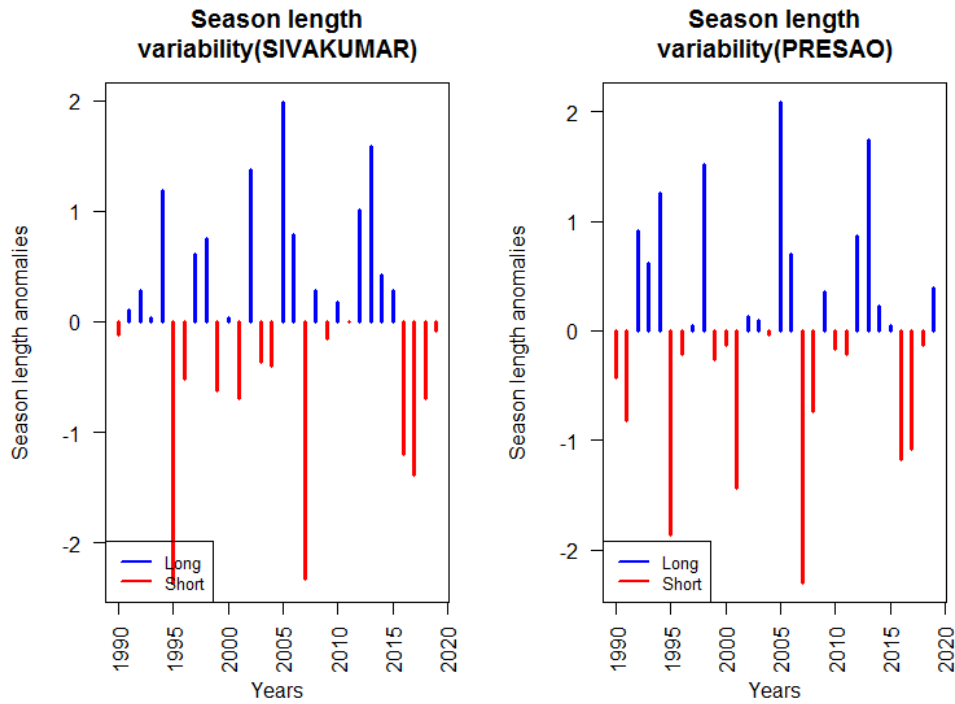 Season length
variability(SIVAKUMAR)
Season length anomalies
2
1
0
-1
-2
Long
Short
1990
1995
2000
2005
2010
2015
2020
Years
Season length
variability(PRESAO)
Season length anomalies
2
1
0
-1
-2
Long
Short
1990
1995
2000
2005
2010
2015
2020
Years